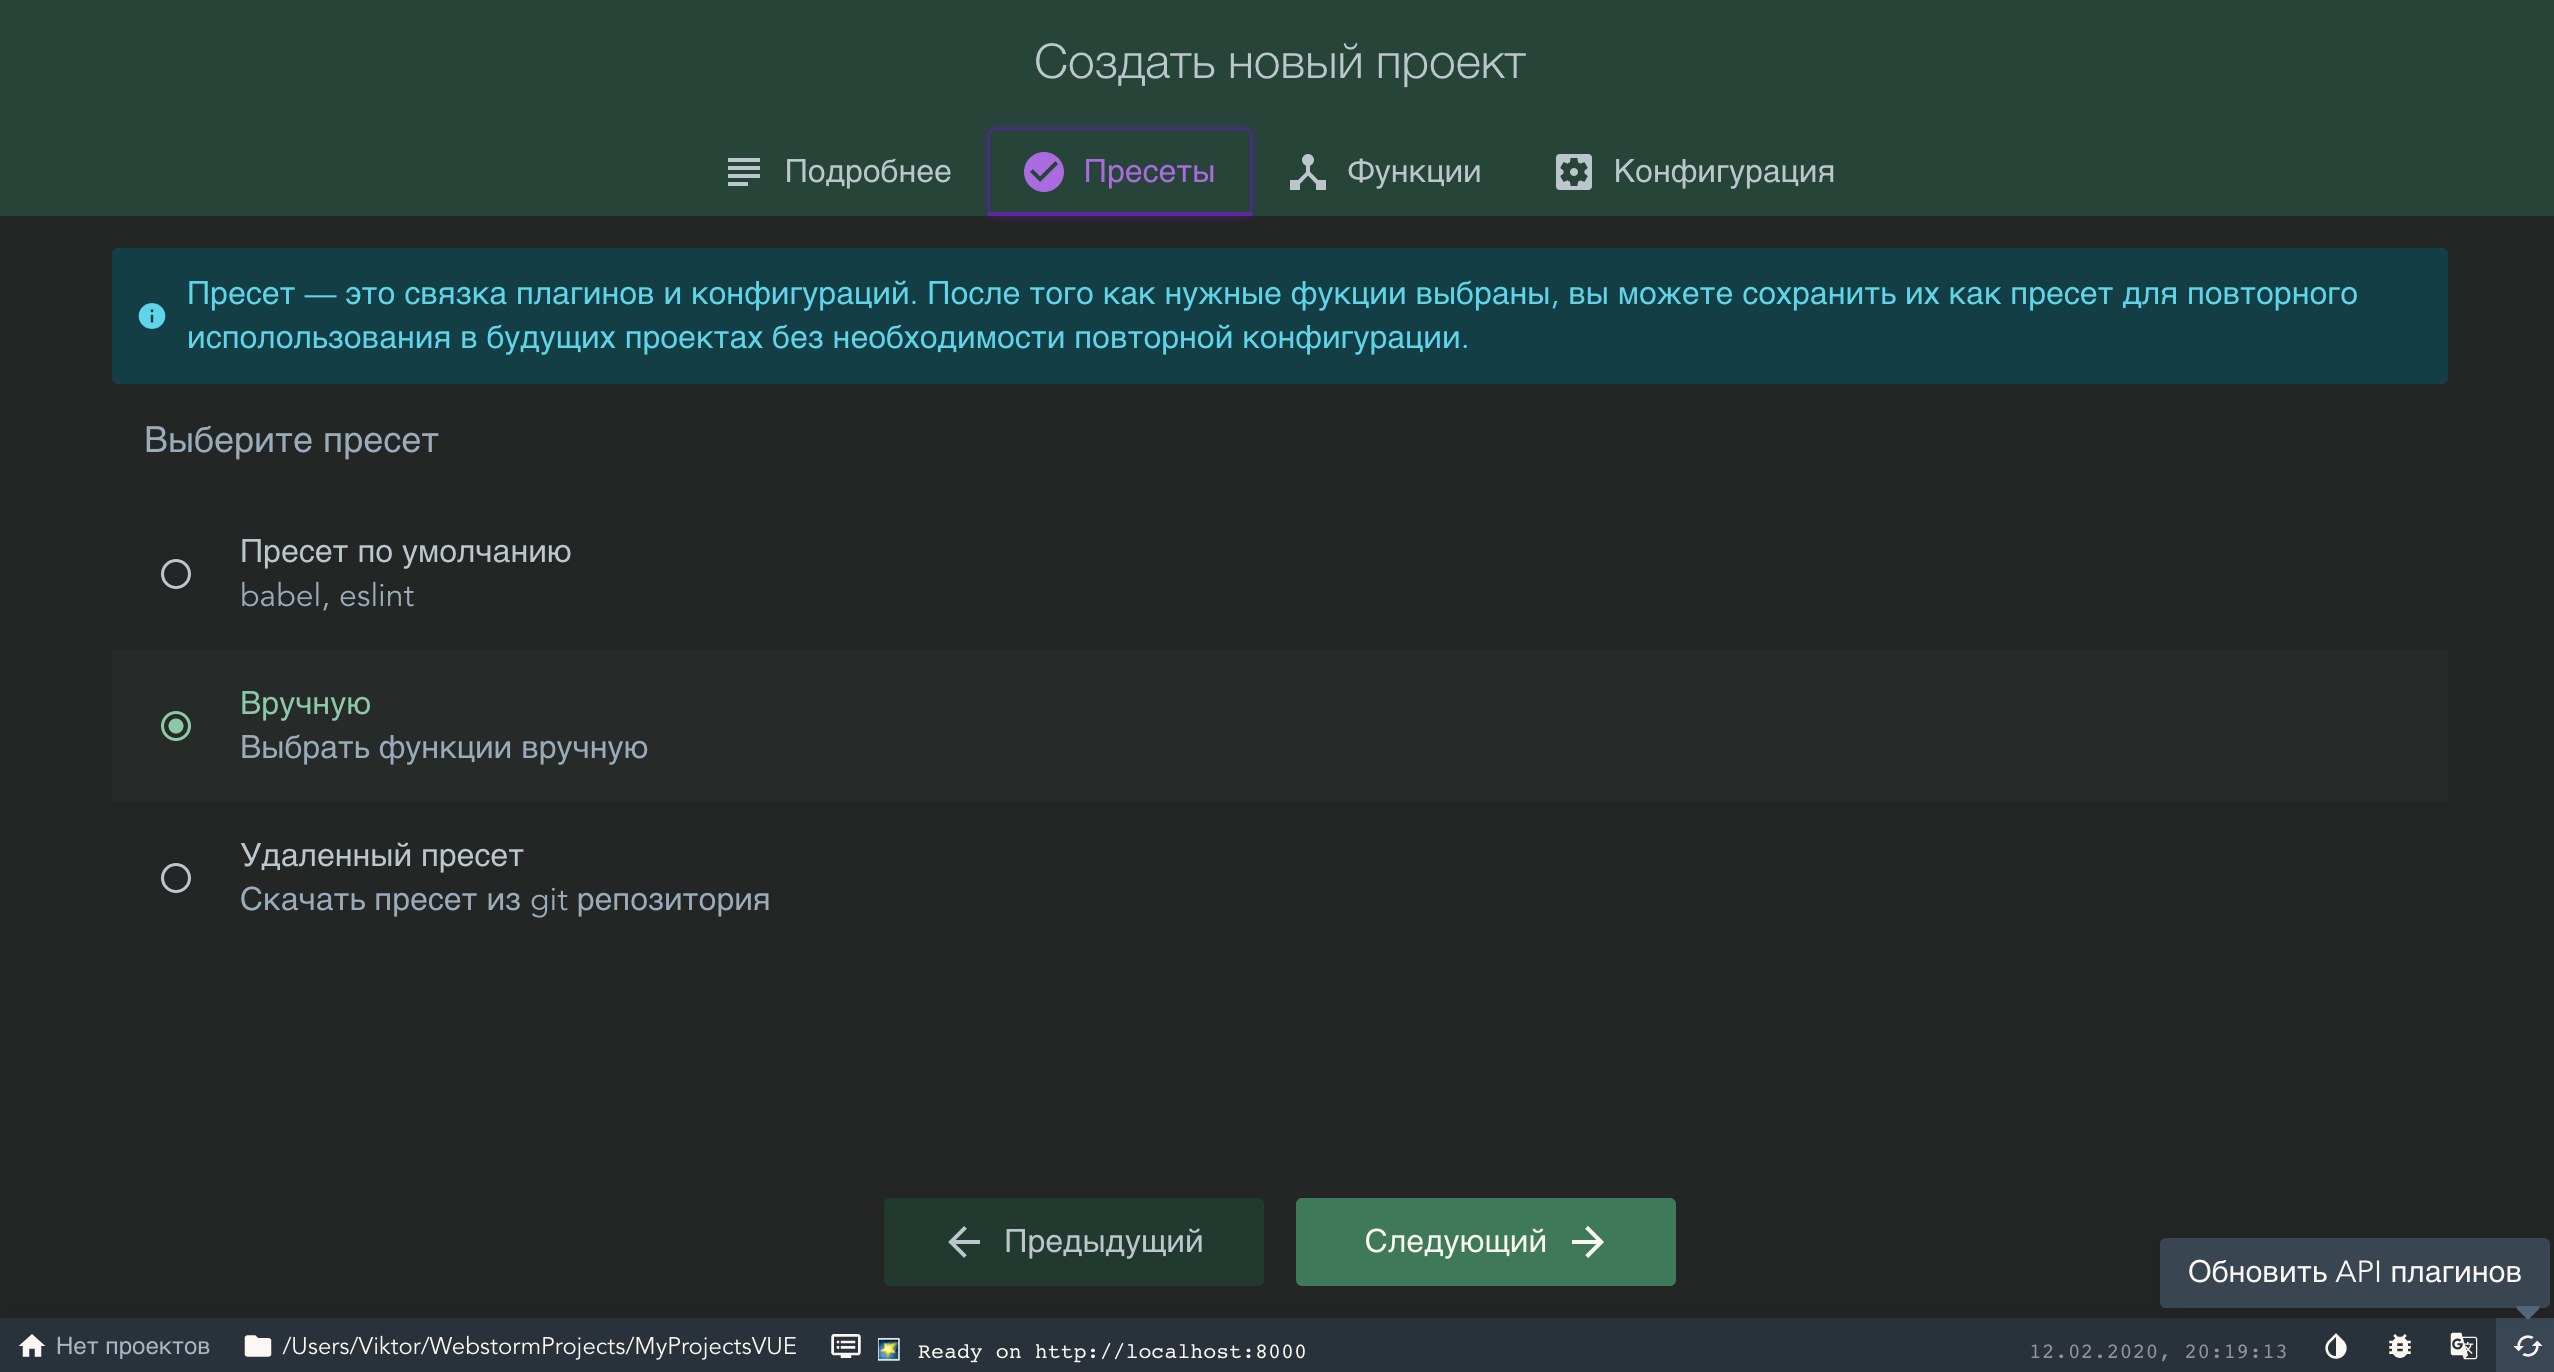 Создать новый проект
Подробнее
Пресеты
Функции
Конфигурация
Пресет — это связка плагинов и конфигураций. После того как нужные фукции выбраны, вы можете сохранить их как пресет для повторного
исполользования в будущих проектах без необходимости повторной конфигурации.
Выберите пресет
Пресет по умолчанию
babel, eslint
Вручную
Выбрать функции вручную
Удаленный пресет
Скачать пресет из git репозитория
Предыдущий
Следующий
Обновить API плагинов
Нет проектов
/Users/Viktor/WebstormProjects/MyProjectsVUE
Ready on http://localhost:8000
12.02.2020, 20:19:13